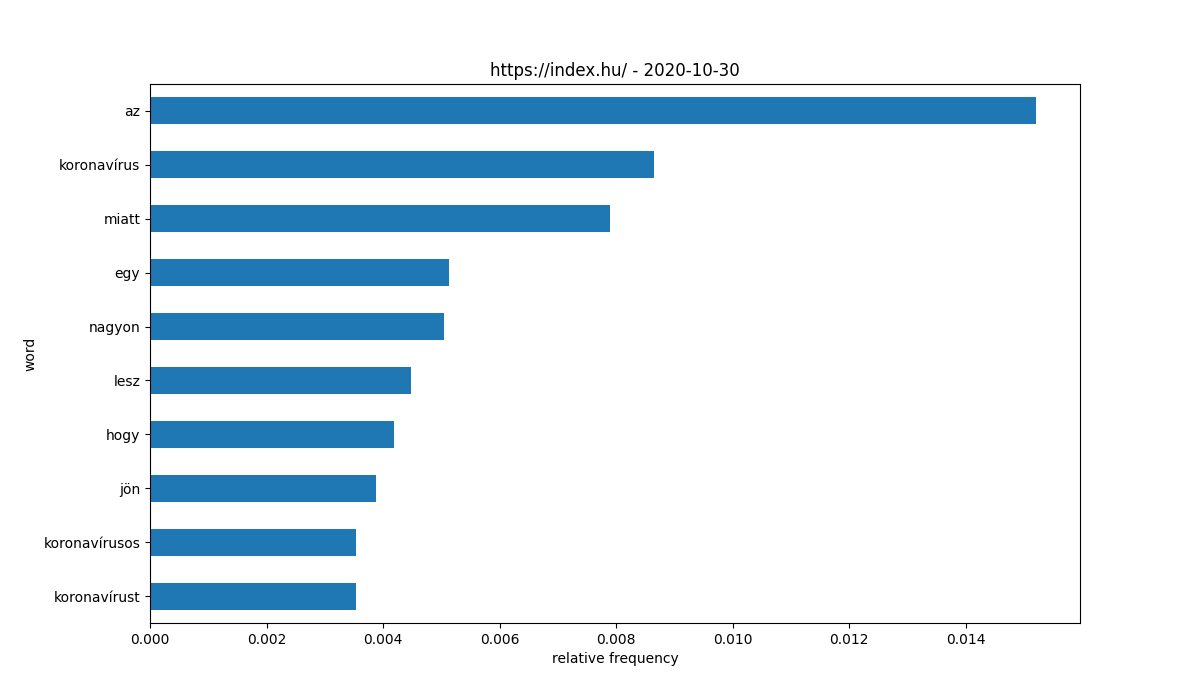 https://index.hu/ - 2020-10-30
az
koronavírus
miatt
egy
nagyon
word
lesz
hogy
jön
koronavírusos
koronavírust
0.000 0.002 0.004 0.006 0.008 0.010 0.012 0.014
relative frequency